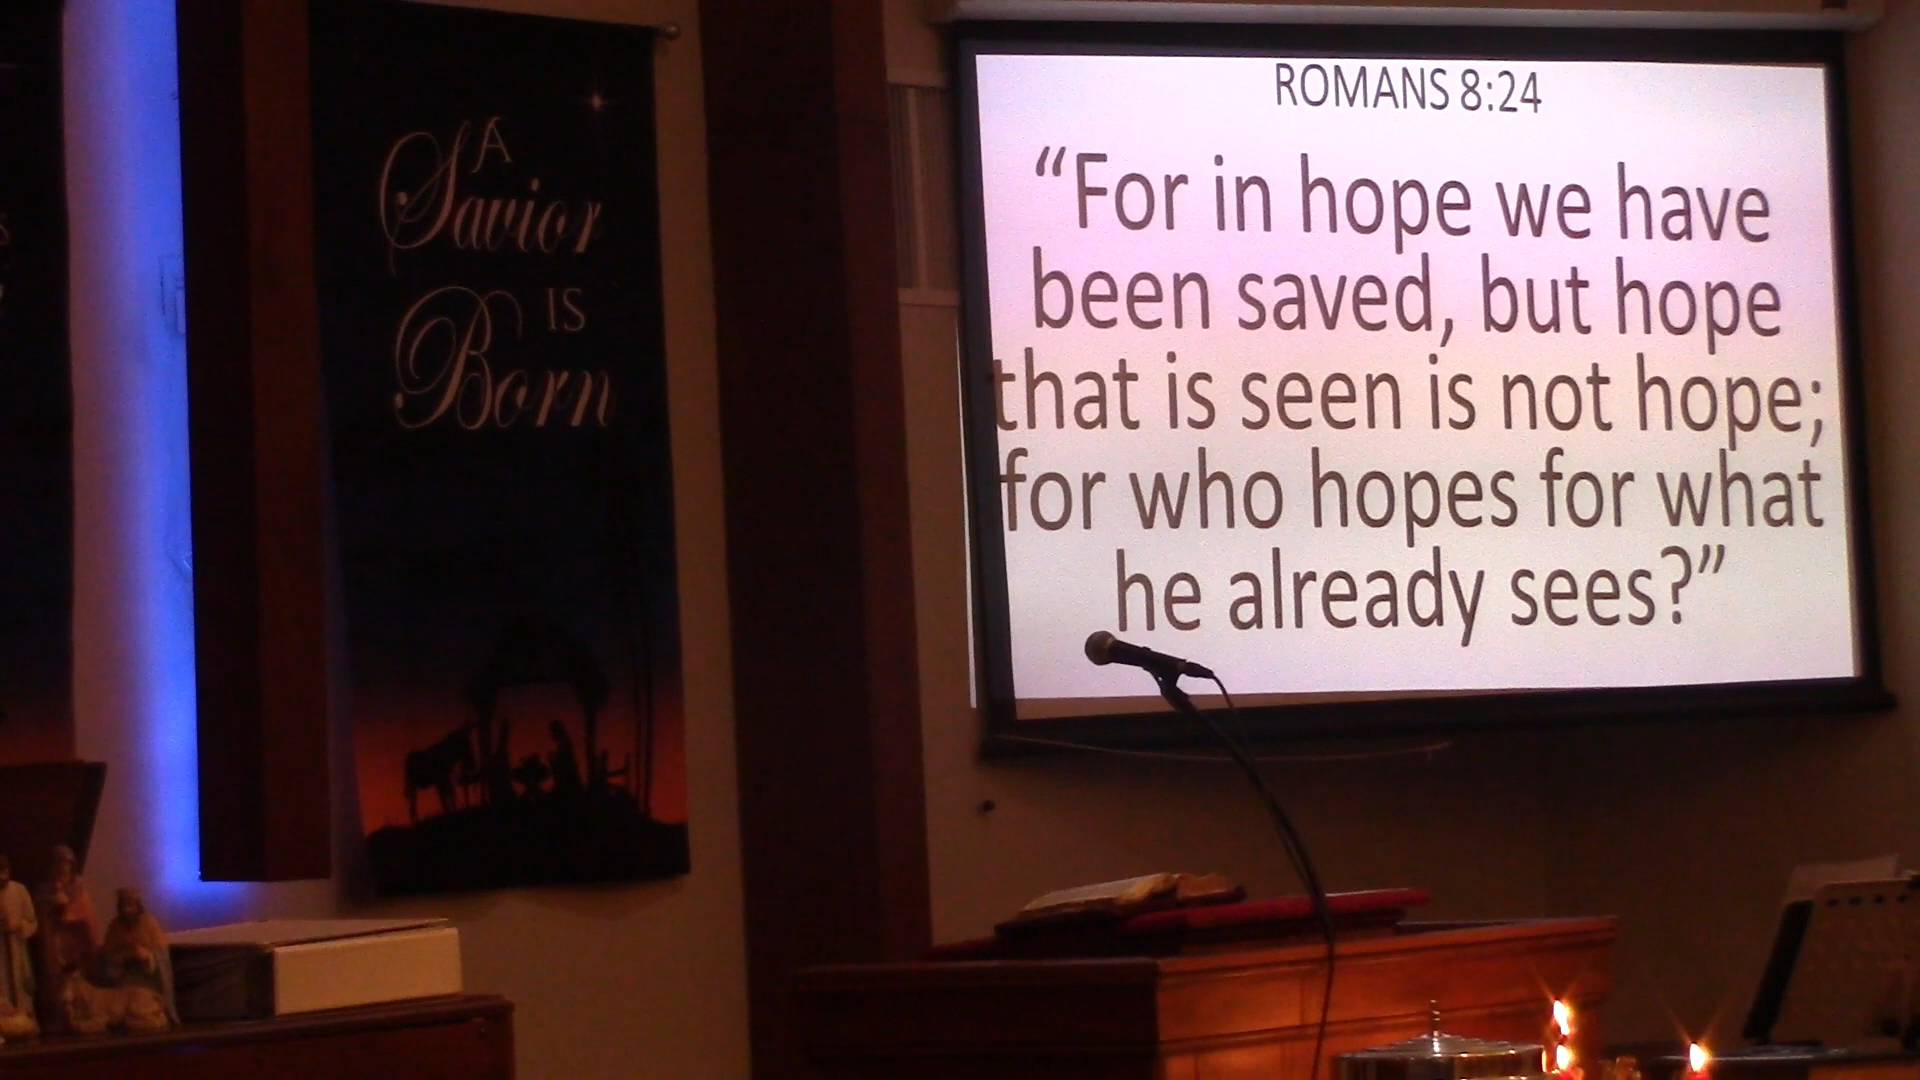 A
Savior
IS
Born
ROMANS 8:24
“For in hope we have
been saved, but hope
that is seen is not hope;
for who hopes for what
he already sees?”